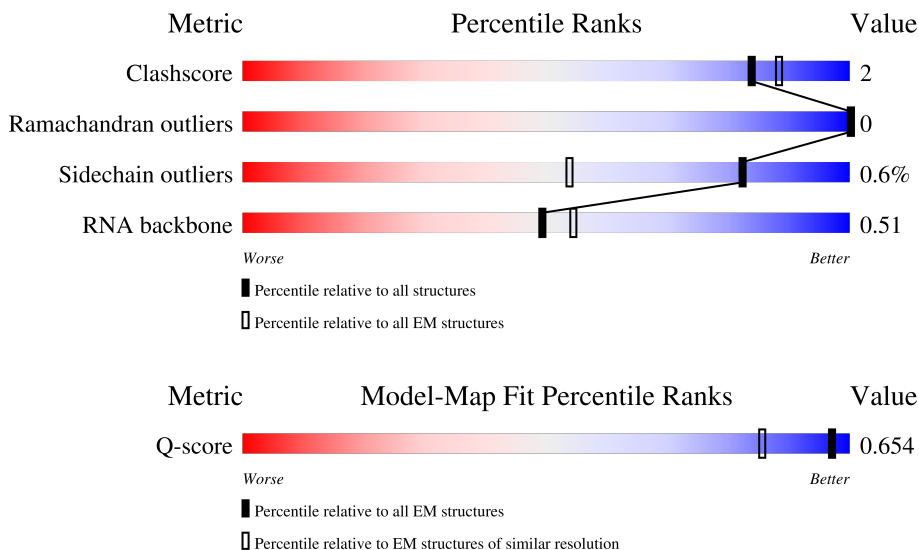 Metric Percentile Ranks Value
Clashscore 2
Ramachandran outliers 0
Sidechain outliers 0.6%
RNA backbone 0.51
Worse Better
Percentile relative to all structures
Percentile relative to all EM structures
Metric Model-Map Fit Percentile Ranks Value
Q-score 0.654
Worse Better
Percentile relative to all EM structures
Percentile relative to EM structures of similar resolution